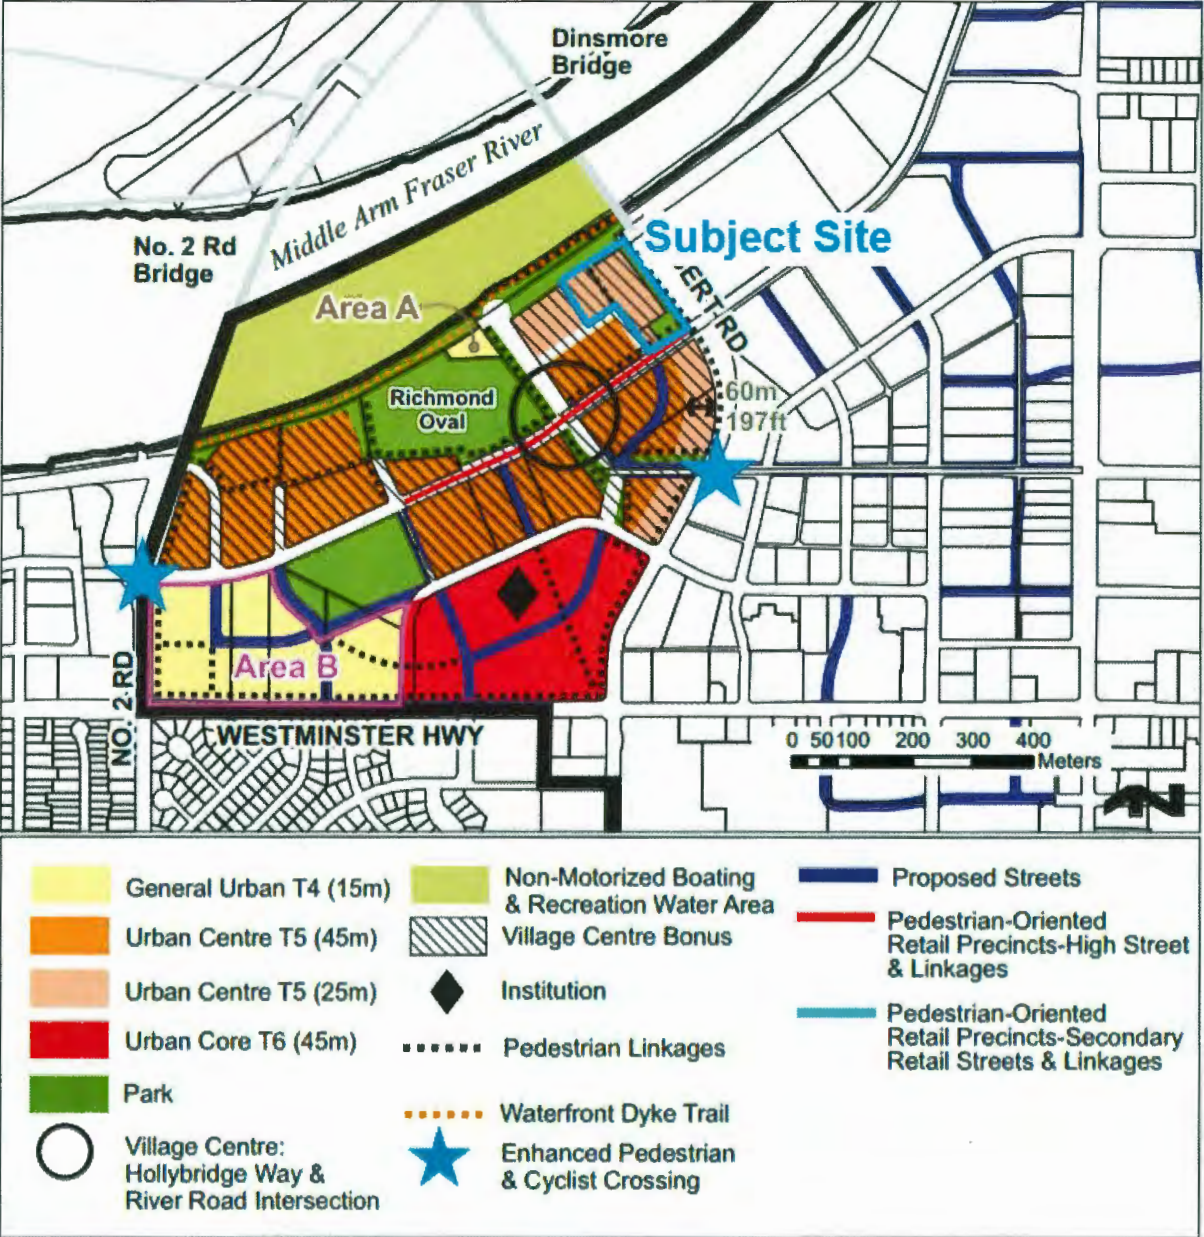 Dinsmore
Bridge
Middle Arm Fraser River
No. 2 Rd
Bridge
Subject Site
BERT RD
Area A
Richmond
Oval
60m
197ft
Area B
NO. 2 RD
WESTMINSTER HWY
0 50 100 200 300 400
Meters
General Urban T4 (15m)
Urban Centre T5 (45m)
Urban Centre T5 (25m)
Urban Core T6 (45m)
Park
Village Centre:
Hollybridge Way &
River Road Intersection
Non-Motorized Boating
& Recreation Water Area
Village Centre Bonus
Institution
Pedestrian Linkages
Waterfront Dyke Trail
Enhanced Pedestrian
& Cyclist Crossing
Proposed Streets
Pedestrian-Oriented
Retail Precincts-High Street
& Linkages
Pedestrian-Oriented
Retail Precincts-Secondary
Retail Streets & Linkages